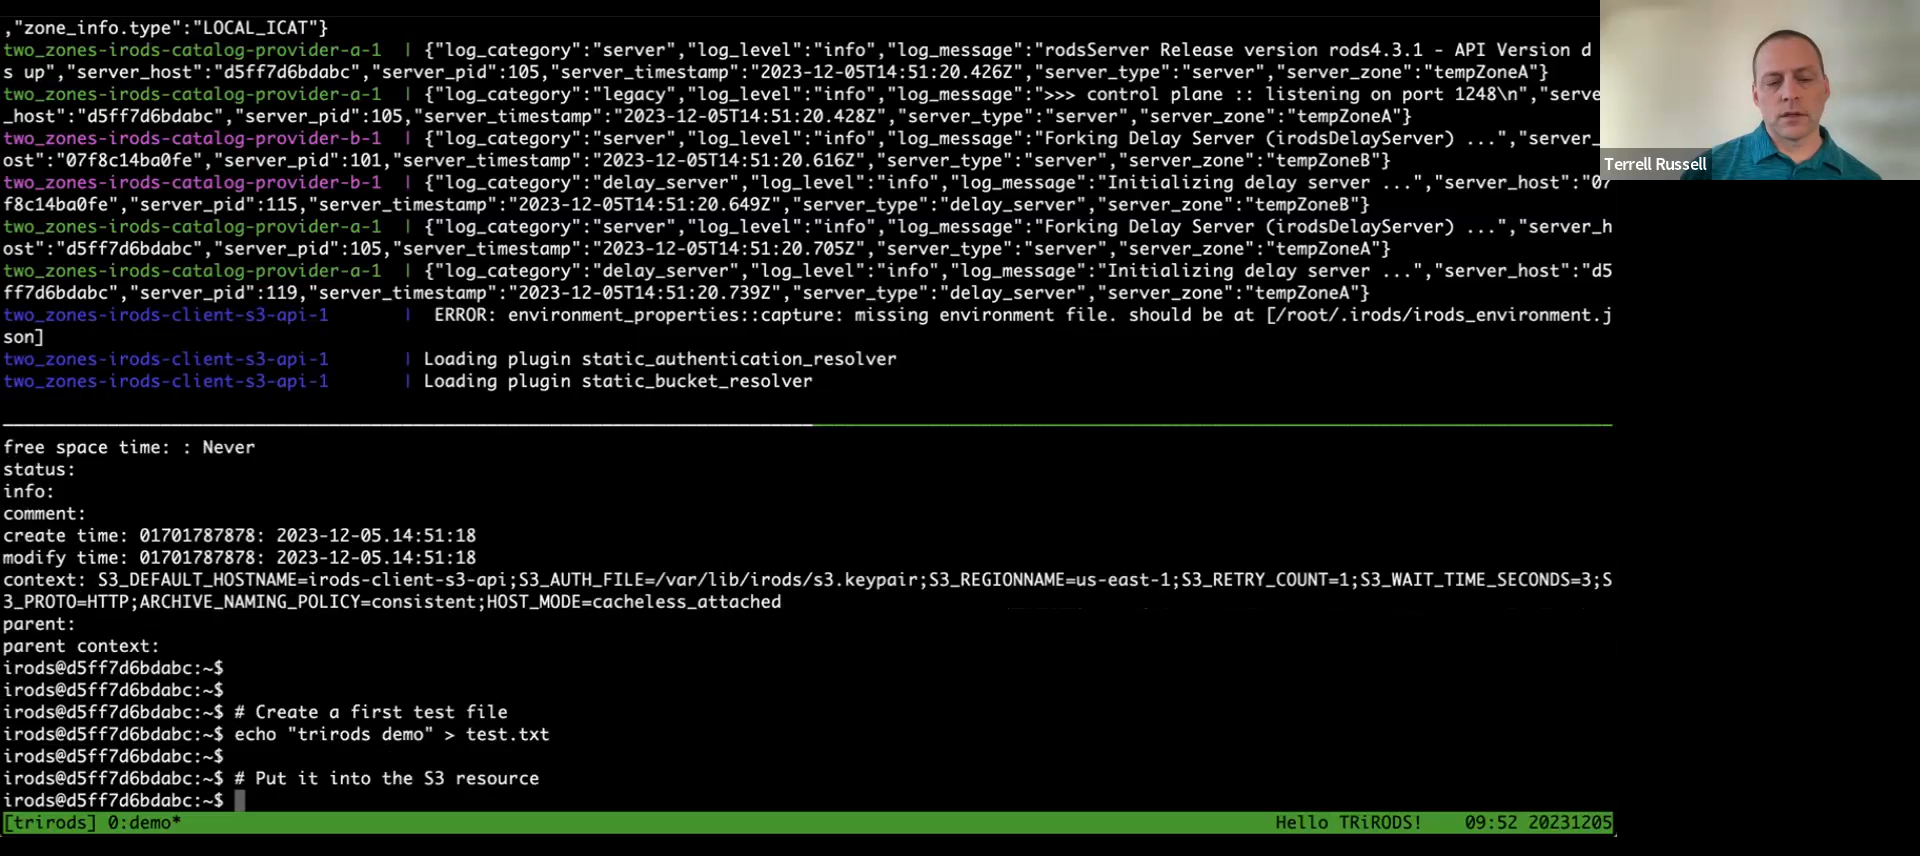 ,"zone_info.type":"LOCAL_ICAT"}
two_zones-irods-catalog-provider-a-1 | {"log_category":"server","log_level":"info","log_message":"rodsServer Release version rods4.3.1 - API Version d
s up","server_host":"d5ff7d6bdabc","server_pid":105,"server_timestamp":"2023-12-05T14:51:20.426Z","server_type":"server","server_zone":"tempZoneA"}
two_zones-irods-catalog-provider-a-1 | {"log_category":"legacy","log_level":"info","log_message":">>> control plane :: listening on port 1248\n","serve
_host":"d5ff7d6bdabc","server_pid":105,"server_timestamp":"2023-12-05T14:51:20.428Z","server_type":"server","server_zone":"tempZoneA"}
two_zones-irods-catalog-provider-b-1 | {"log_category":"server","log_level":"info","log_message":"Forking Delay Server (irodsDelayServer) ...","server_
ost":"07f8c14ba0fe","server_pid":101,"server_timestamp":"2023-12-05T14:51:20.616Z","server_type":"server","server_zone":"tempZoneB"}
Terrell Russell
two_zones-irods-catalog-provider-b-1 | {"log_category":"delay_server","log_level":"info","log_message":"Initializing delay server ...","server_host":"07
f8c14ba0fe","server_pid":115,"server_timestamp":"2023-12-05T14:51:20.649Z","server_type":"delay_server","server_zone":"tempZoneB"}
two_zones-irods-catalog-provider-a-1 | {"log_category":"server","log_level":"info","log_message":"Forking Delay Server (irodsDelayServer) ...","server_h
ost":"d5ff7d6bdabc","server_pid":105,"server_timestamp":"2023-12-05T14:51:20.705Z","server_type":"server","server_zone":"tempZoneA"}
two_zones-irods-catalog-provider-a-1 | {"log_category":"delay_server","log_level":"info","log_message":"Initializing delay server ...","server_host":"d5
ff7d6bdabc","server_pid":119,"server_timestamp":"2023-12-05T14:51:20.739Z","server_type":"delay_server","server_zone":"tempZoneA"}
two_zones-irods-client-s3-api-1 | ERROR: environment_properties::capture: missing environment file. should be at [/root/.irods/irods_environment.j
son]
two_zones-irods-client-s3-api-1 | Loading plugin static_authentication_resolver
two_zones-irods-client-s3-api-1 | Loading plugin static_bucket_resolver
free space time: : Never
status:
info:
comment:
create time: 01701787878: 2023-12-05.14:51:18
modify time: 01701787878: 2023-12-05.14:51:18
context: S3_DEFAULT_HOSTNAME=irods-client-s3-api;S3_AUTH_FILE=/var/lib/irods/s3.keypair;S3_REGIONNAME=us-east-1;S3_RETRY_COUNT=1;S3_WAIT_TIME_SECONDS=3;S
3_PROTO=HTTP;ARCHIVE_NAMING_POLICY=consistent;HOST_MODE=cacheless_attached
parent:
parent context:
irods@d5ff7d6bdabc:~$
irods@d5ff7d6bdabc:~$
irods@d5ff7d6bdabc:~$ # Create a first test file
irods@d5ff7d6bdabc:~$ echo "trirods demo" > test.txt
irods@d5ff7d6bdabc:~$
irods@d5ff7d6bdabc:~$ # Put it into the S3 resource
irods@d5ff7d6bdabc:~$
[trirods] 0:demo* Hello TRiRODS! 09:52 20231205